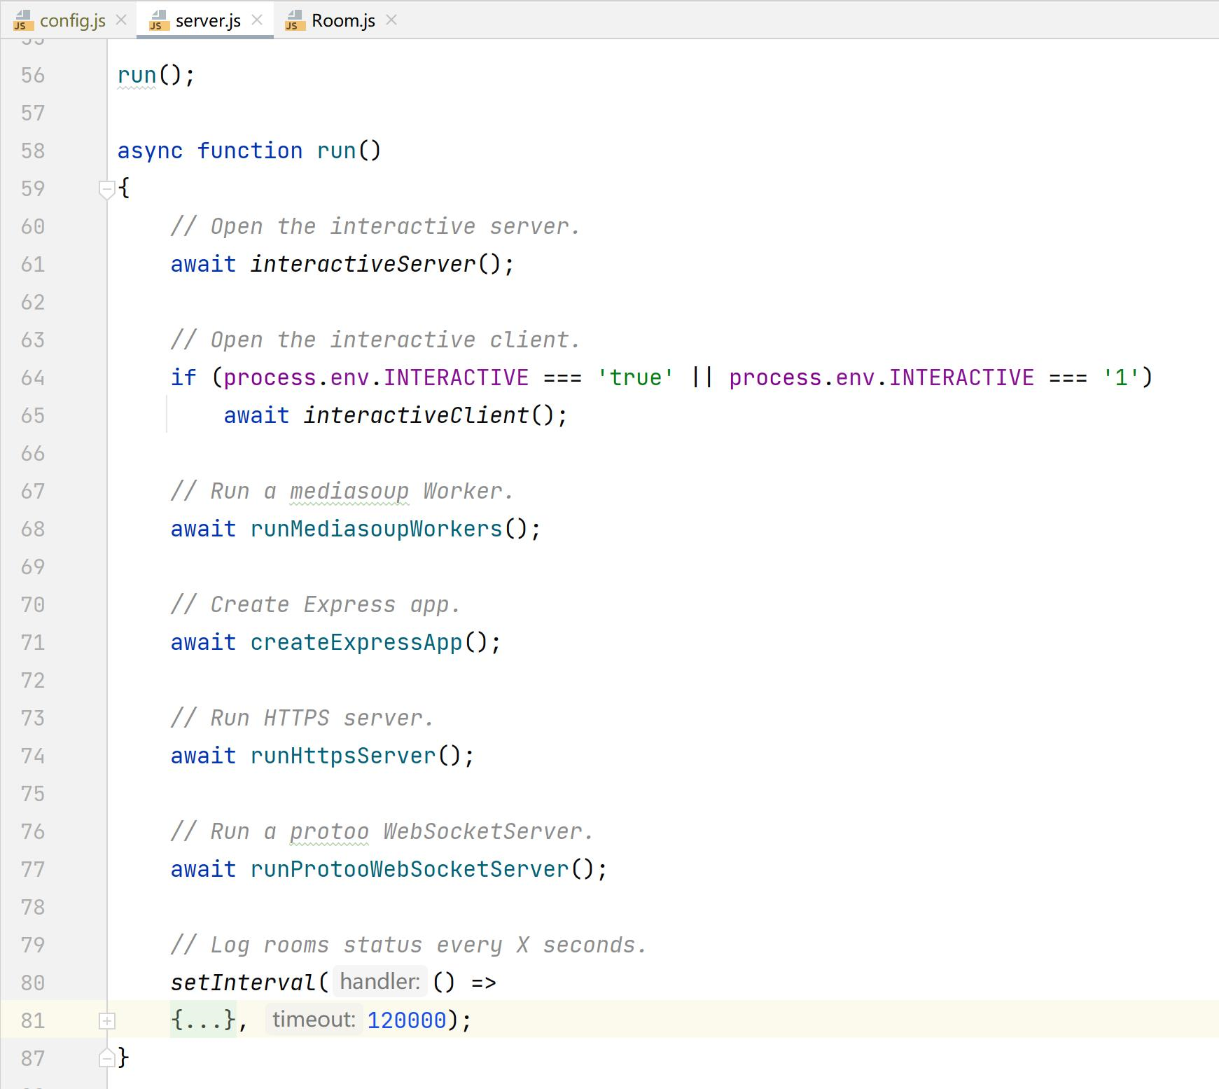 config.js server.js Room.js
56 run();
57
58 async function run()
59 {
60 // Open the interactive server.
61 await interactiveServer();
62
63 // Open the interactive client.
64 if (process.env.INTERACTIVE === 'true' || process.env.INTERACTIVE === '1')
65 await interactiveClient();
66
67 // Run a mediasoup Worker.
68 await runMediasoupWorkers();
69
70 // Create Express app.
71 await createExpressApp();
72
73 // Run HTTPS server.
74 await runHttpsServer();
75
76 // Run a protoo WebSocketServer.
77 await runProtooWebSocketServer();
78
79 // Log rooms status every X seconds.
80 setInterval( handler: () =>
81 {...}, timeout: 120000);
87 }